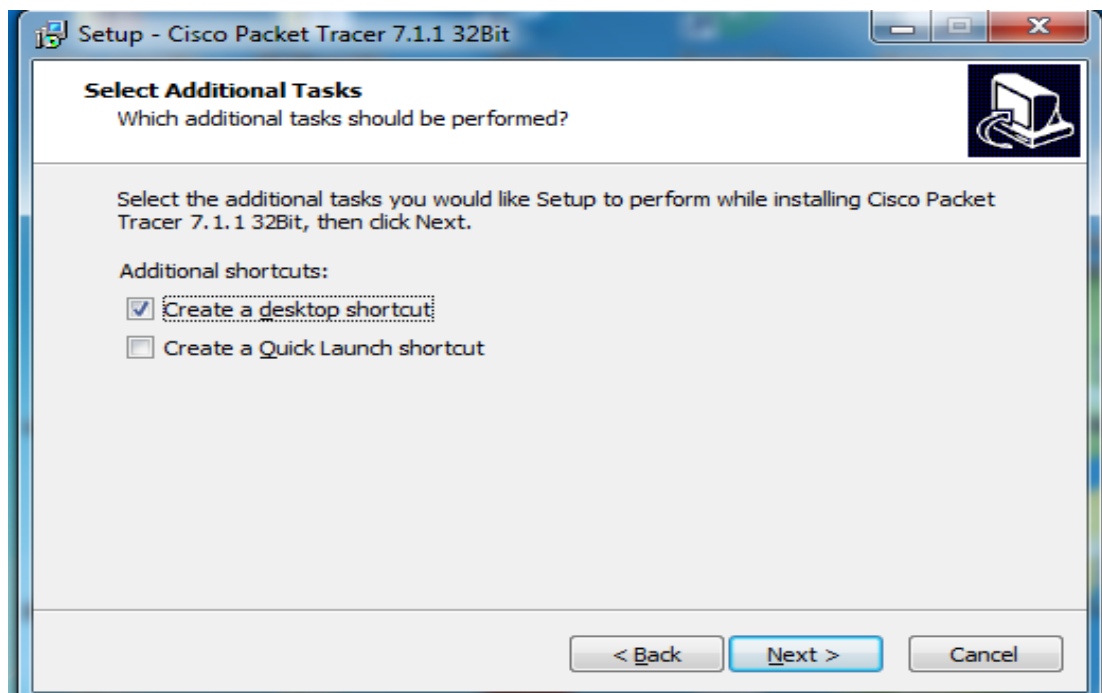 Setup - Cisco Packet Tracer 7.1.1 32Bit
Select Additional Tasks
Which additional tasks should be performed?
Select the additional tasks you would like Setup to perform while installing Cisco Packet
Tracer 7.1.1 32Bit, then click Next.
Additional shortcuts:
Create a desktop shortcut
Create a Quick Launch shortcut
< Back
Next >
Cancel